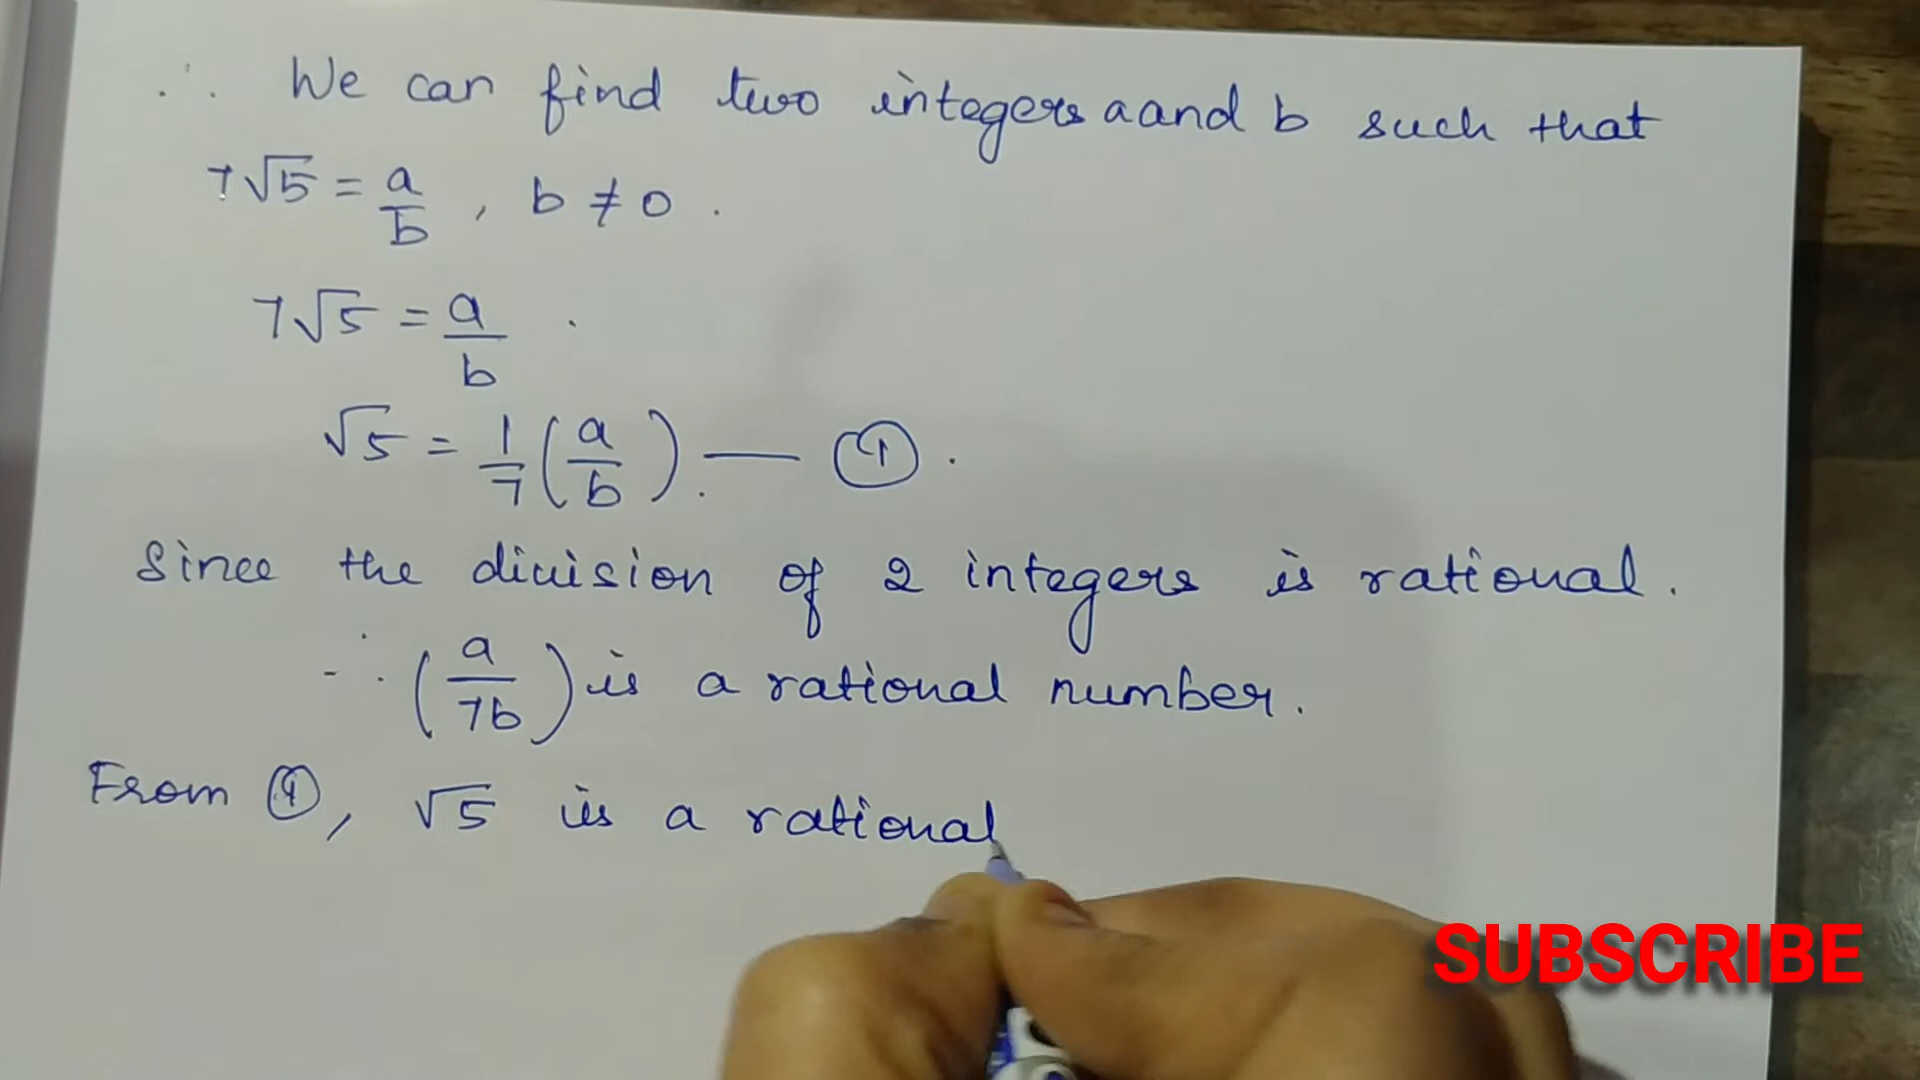 ∴ We can find two integers a and b such that
7√5 = a/b , b ≠ 0 .
7√5 = a/b .
√5 = 1/7 (a/b). — ① .
Since the division of 2 integers is rational.
∴ (a/7b) is a rational number.
From ①, √5 is a rational
SUBSCRIBE